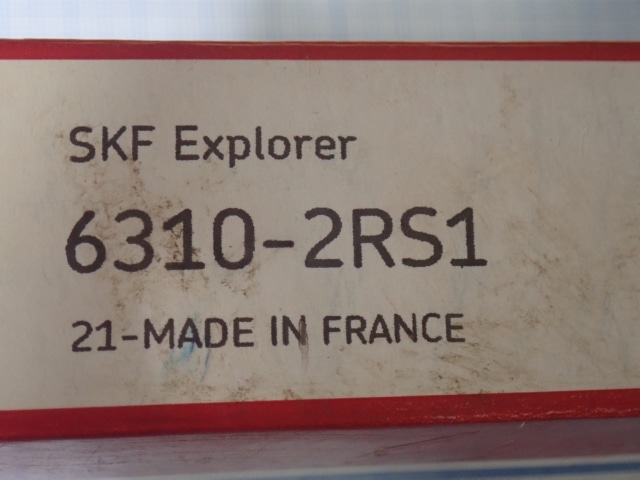 SKF Explorer
6310-2RS1
21-MADE IN FRANCE